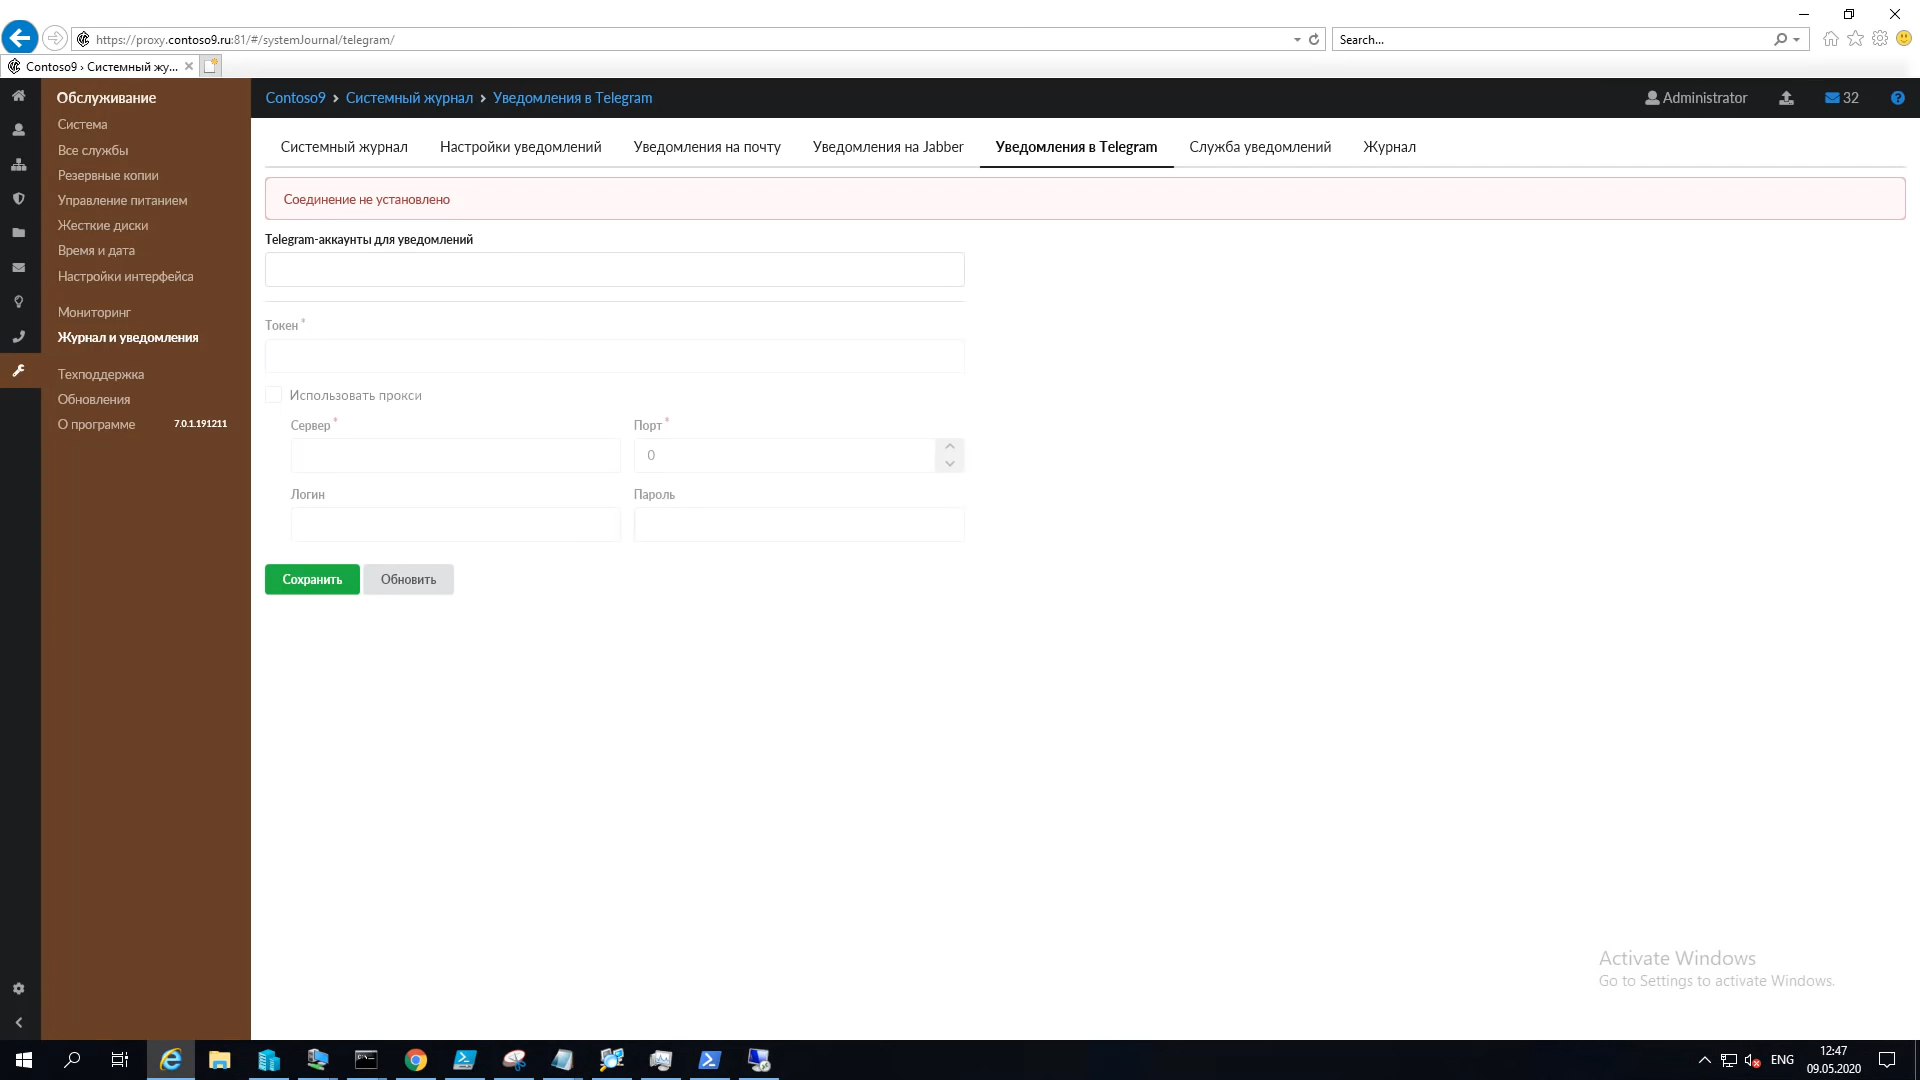 https://proxy.contoso9.ru:81/#/systemJournal/telegram/
Search...
Contoso9 › Системный жу...
Обслуживание
Система
Все службы
Резервные копии
Управление питанием
Жесткие диски
Время и дата
Настройки интерфейса
Мониторинг
Журнал и уведомления
Техподдержка
Обновления
О программе 7.0.1.191211
Contoso9 › Системный журнал › Уведомления в Telegram
Administrator 32
Системный журнал Настройки уведомлений Уведомления на почту Уведомления на Jabber Уведомления в Telegram Служба уведомлений Журнал
Соединение не установлено
Telegram-аккаунты для уведомлений
Токен *
Использовать прокси
Сервер * Порт *
0
Логин Пароль
Сохранить Обновить
Activate Windows
Go to Settings to activate Windows.
ENG
12:47
09.05.2020